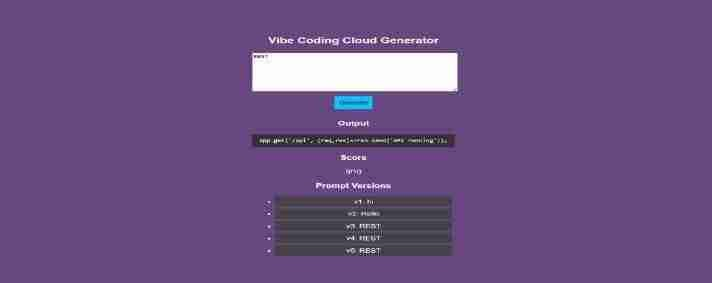 Vibe Coding Cloud Generator
REST
Generate
Output
app.get('/api', (req,res)=>res.send('API running'));
Score
Prompt Versions
v1: hi
v2: Hello
v3: REST
v4: REST
v5: REST